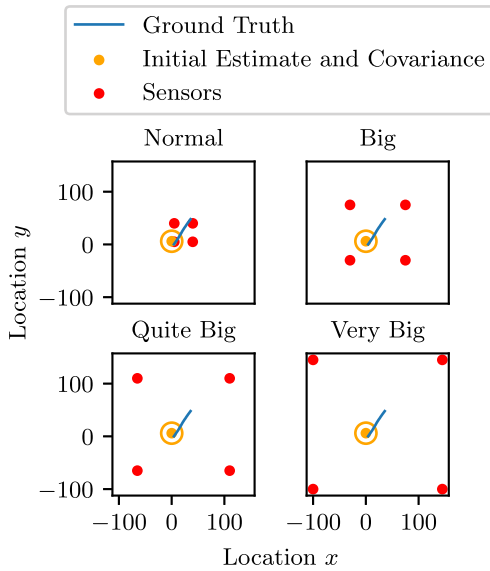 Ground Truth
Initial Estimate and Covariance
Sensors
Normal
Big
100
0
−100
Location y
Quite Big
Very Big
100
0
−100
−100 0 100 −100 0 100
Location x